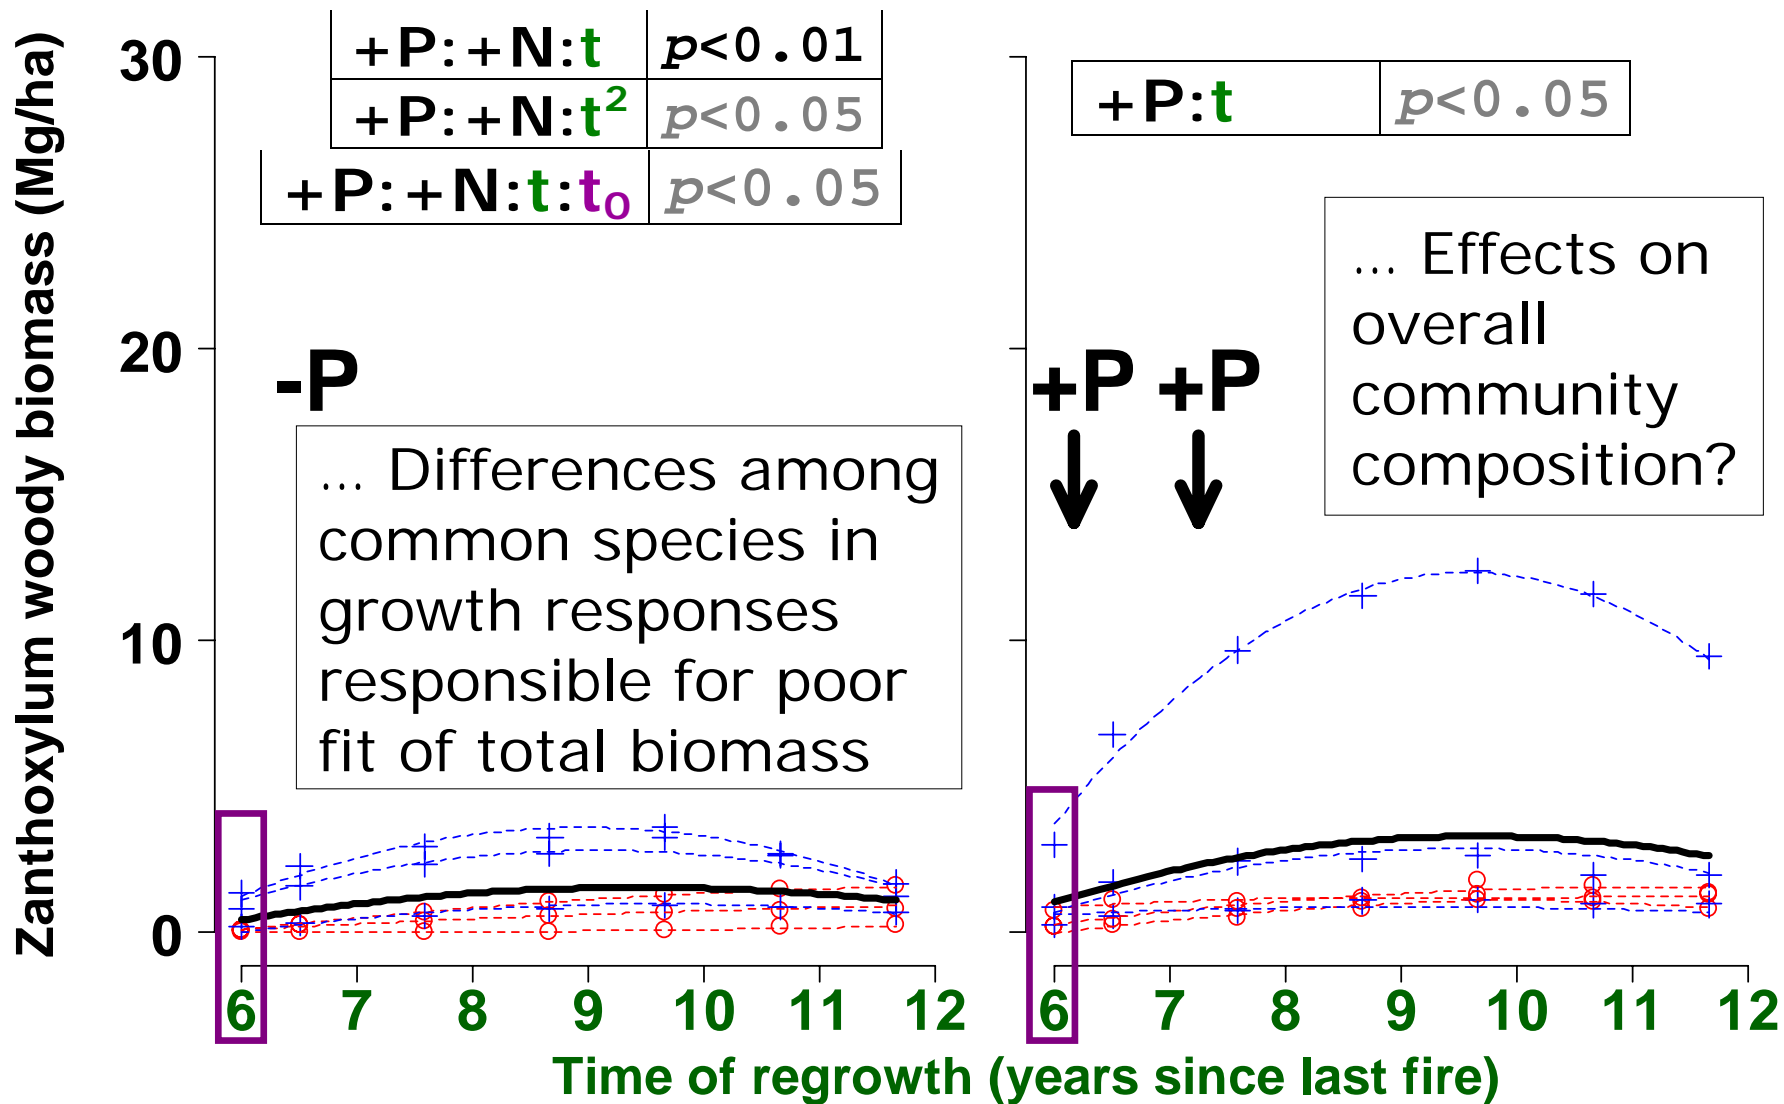 Zanthoxylum woody biomass (Mg/ha)
30
20
10
0
+P:+N:t p<0.01
+P:+N:t² p<0.05
+P:+N:t:t₀ p<0.05
-P
... Differences among
common species in
growth responses
responsible for poor
fit of total biomass
6 7 8 9 10 11 12
+P:t p<0.05
... Effects on
overall
community
composition?
+P +P
6 7 8 9 10 11 12
Time of regrowth (years since last fire)